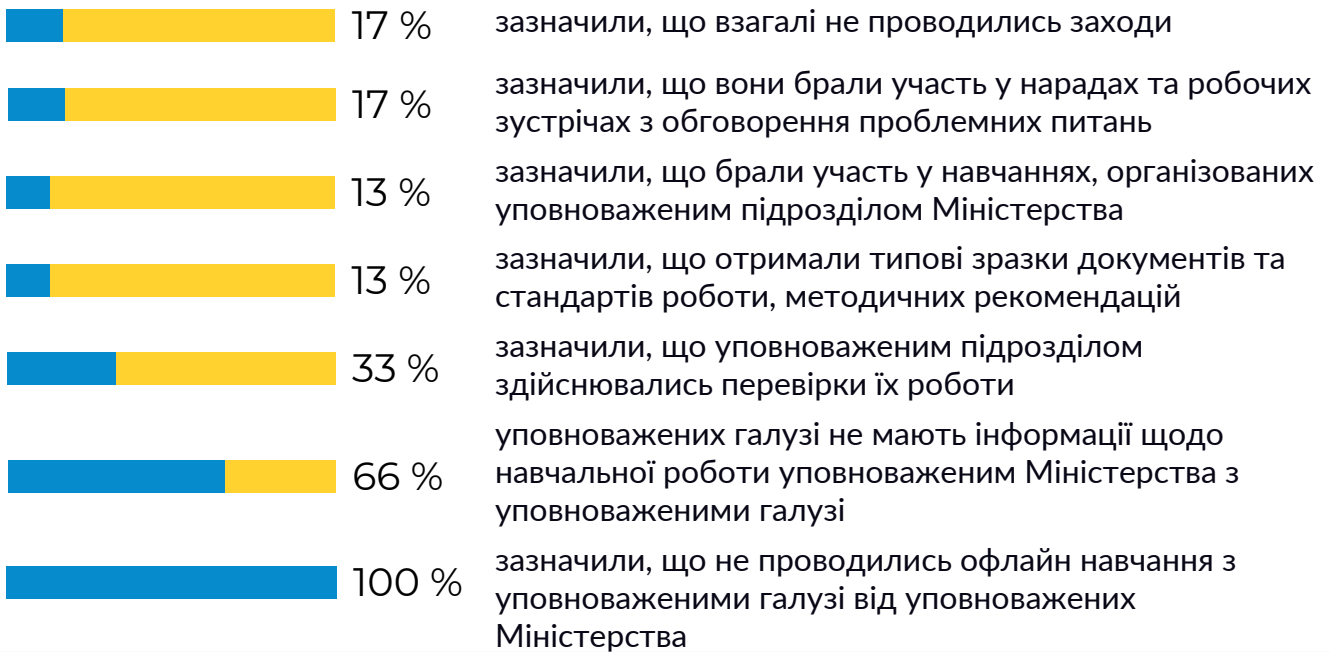 17 %
зазначили, що взагалі не проводились заходи
17 %
зазначили, що вони брали участь у нарадах та робочих
зустрічах з обговорення проблемних питань
13 %
зазначили, що брали участь у навчаннях, організованих
уповноваженим підрозділом Міністерства
13 %
зазначили, що отримали типові зразки документів та
стандартів роботи, методичних рекомендацій
33 %
зазначили, що уповноваженим підрозділом
здійснювались перевірки їх роботи
66 %
уповноважених галузі не мають інформації щодо
навчальної роботи уповноваженим Міністерства з
уповноваженими галузі
100 %
зазначили, що не проводились офлайн навчання з
уповноваженими галузі від уповноважених
Міністерства